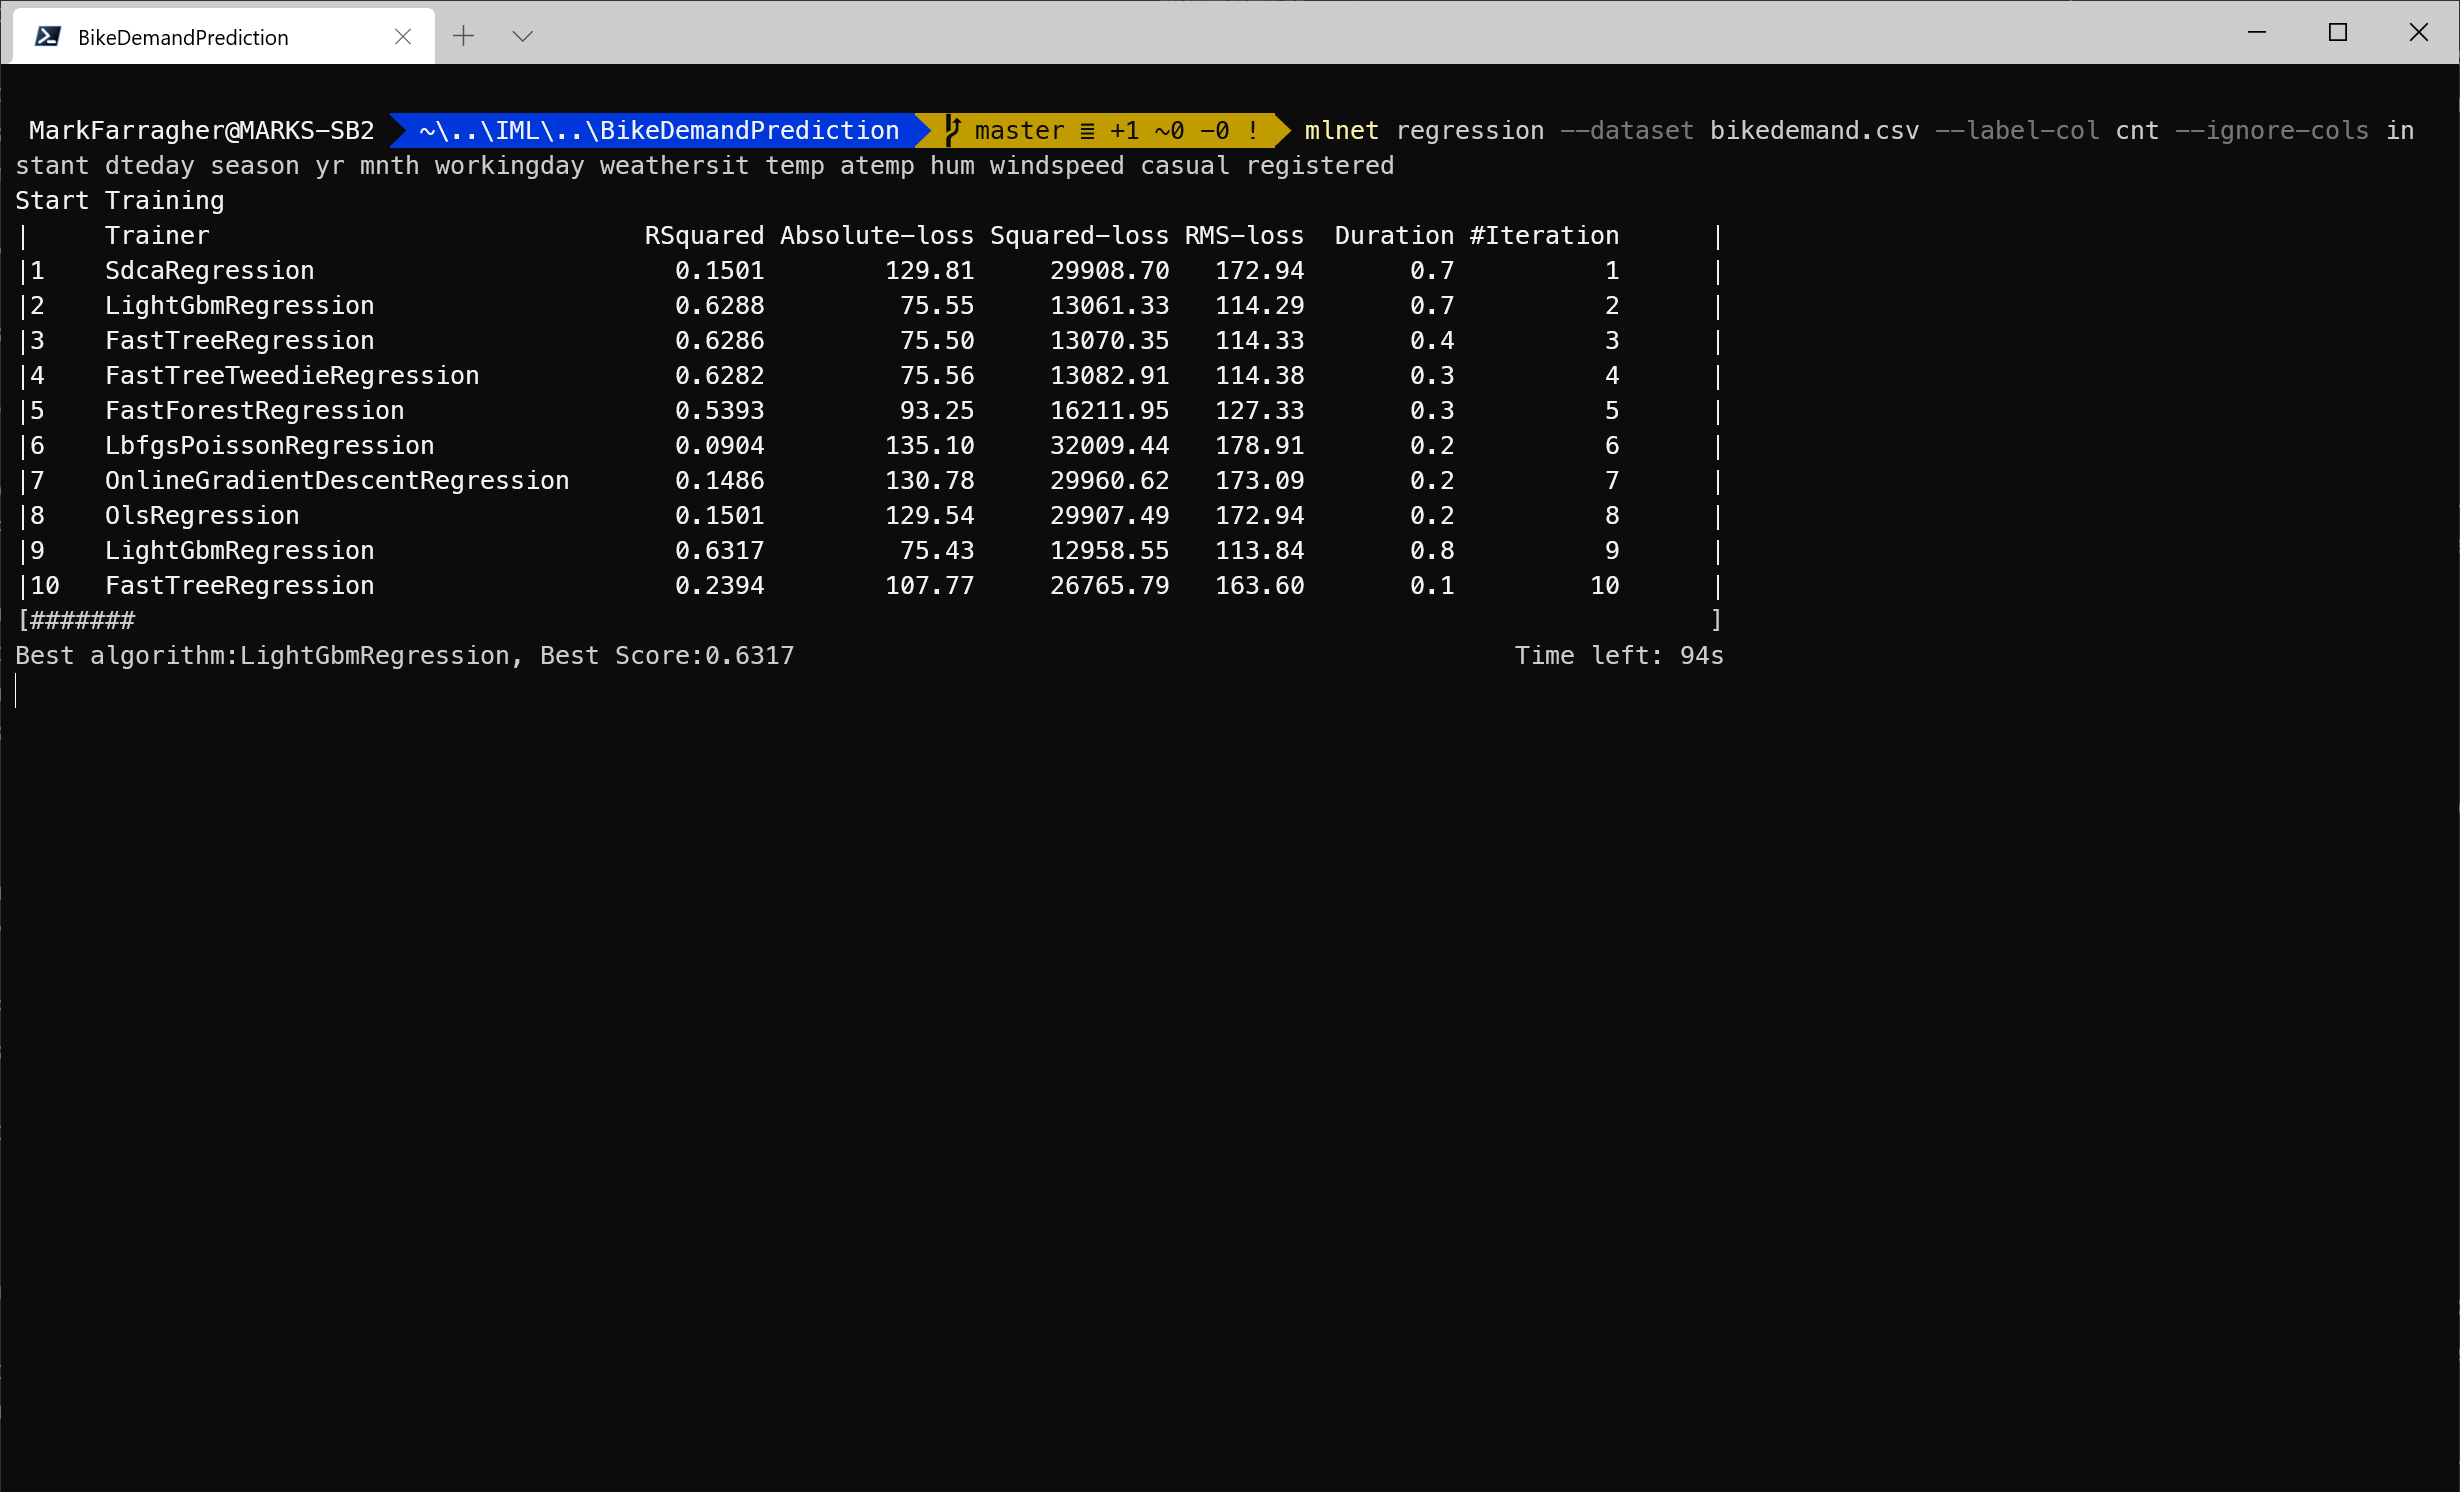 BikeDemandPrediction
MarkFarragher@MARKS-SB2 ~\..\IML\..\BikeDemandPrediction master ≡ +1 ~0 -0 ! mlnet regression --dataset bikedemand.csv --label-col cnt --ignore-cols in
stant dteday season yr mnth workingday weathersit temp atemp hum windspeed casual registered
Start Training
|     Trainer                             RSquared Absolute-loss Squared-loss RMS-loss  Duration #Iteration      |
|1    SdcaRegression                        0.1501        129.81     29908.70   172.94       0.7          1      |
|2    LightGbmRegression                    0.6288         75.55     13061.33   114.29       0.7          2      |
|3    FastTreeRegression                    0.6286         75.50     13070.35   114.33       0.4          3      |
|4    FastTreeTweedieRegression             0.6282         75.56     13082.91   114.38       0.3          4      |
|5    FastForestRegression                  0.5393         93.25     16211.95   127.33       0.3          5      |
|6    LbfgsPoissonRegression                0.0904        135.10     32009.44   178.91       0.2          6      |
|7    OnlineGradientDescentRegression       0.1486        130.78     29960.62   173.09       0.2          7      |
|8    OlsRegression                         0.1501        129.54     29907.49   172.94       0.2          8      |
|9    LightGbmRegression                    0.6317         75.43     12958.55   113.84       0.8          9      |
|10   FastTreeRegression                    0.2394        107.77     26765.79   163.60       0.1         10      |
[#######                                                                                                         ]
Best algorithm:LightGbmRegression, Best Score:0.6317                                                Time left: 94s